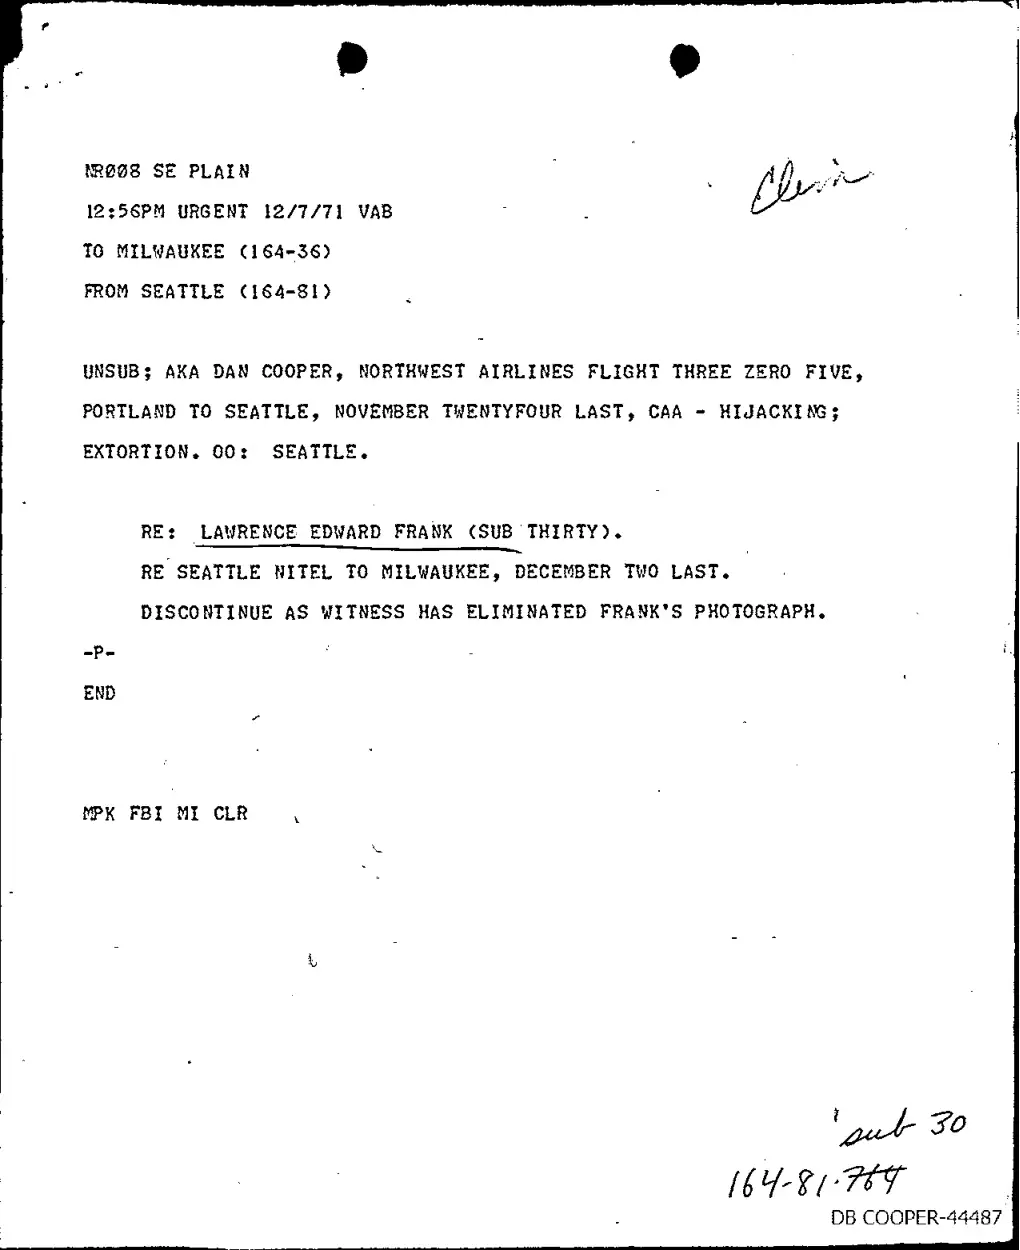 NR008 SE PLAIN
12:56PM URGENT 12/7/71 VAB
TO MILWAUKEE (164-36)
FROM SEATTLE (164-81)
UNSUB; AKA DAN COOPER, NORTHWEST AIRLINES FLIGHT THREE ZERO FIVE,
PORTLAND TO SEATTLE, NOVEMBER TWENTYFOUR LAST, CAA - HIJACKING;
EXTORTION. OO: SEATTLE.
RE: LAWRENCE EDWARD FRANK (SUB THIRTY).
RE SEATTLE NITEL TO MILWAUKEE, DECEMBER TWO LAST.
DISCONTINUE AS WITNESS HAS ELIMINATED FRANK'S PHOTOGRAPH.
-P-
END
MPK FBI MI CLR
sub 30
164-81-764
DB COOPER-44487